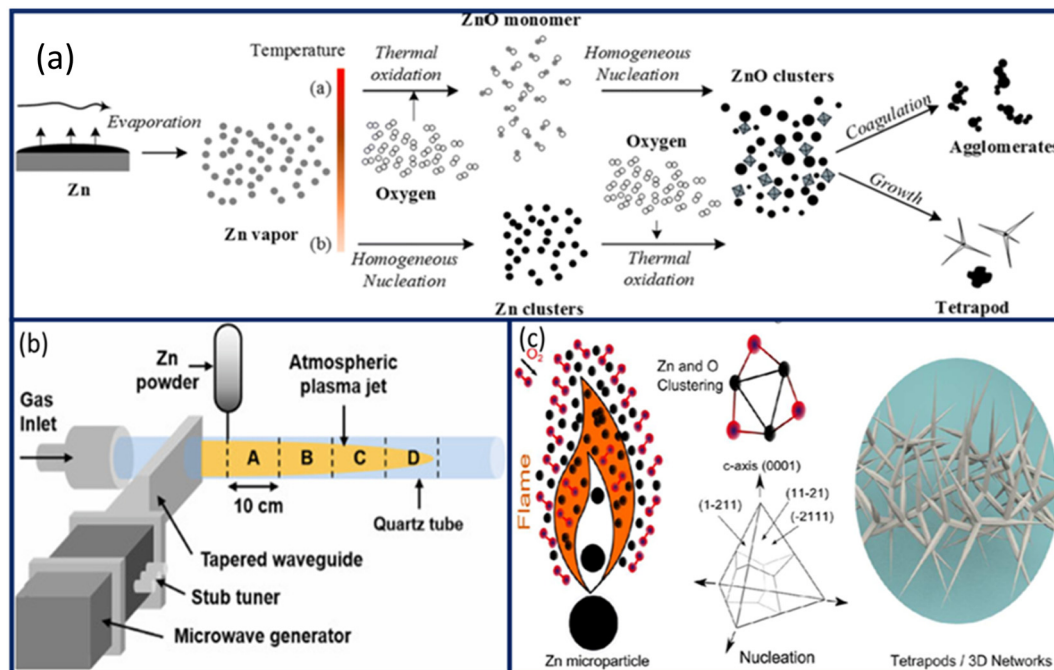 (a)
Temperature
Thermal
oxidation
ZnO monomer
Homogeneous
Nucleation
ZnO clusters
(a)
Evaporation
Zn
Zn vapor
Oxygen
Oxygen
Coagulation
Agglomerates
Growth
(b)
Homogeneous
Nucleation
Zn clusters
Thermal
oxidation
Tetrapod
(b)
Zn
powder
Atmospheric
plasma jet
Gas
Inlet
A
B
C
D
10 cm
Quartz tube
Tapered waveguide
Stub tuner
Microwave generator
(c)
O₂
Flame
Zn microparticle
Zn and O
Clustering
c-axis (0001)
(1-211)
(11-21)
(-2111)
Nucleation
Tetrapods / 3D Networks